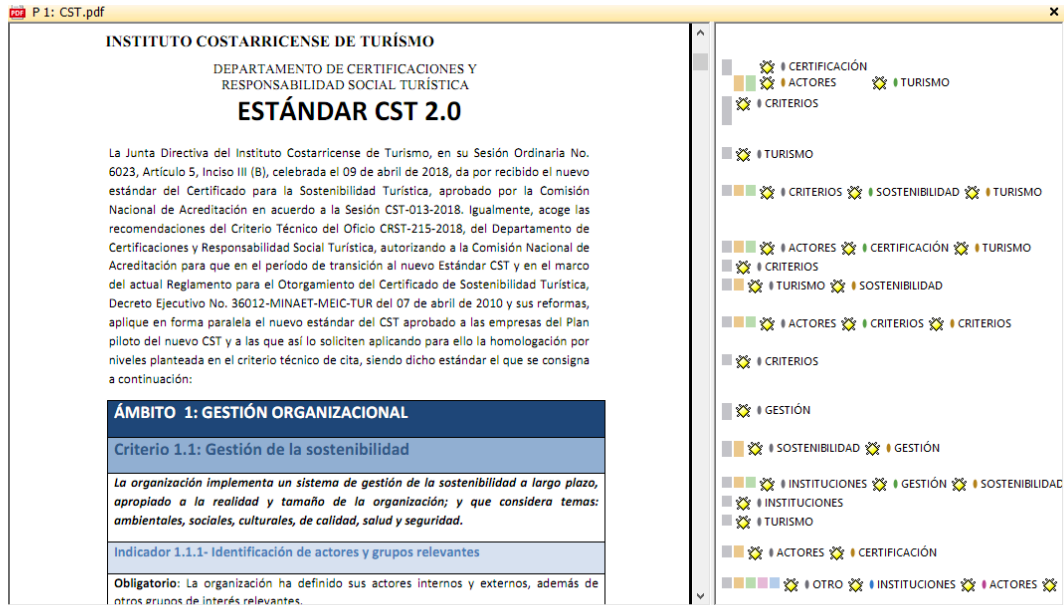 P 1: CST.pdf
INSTITUTO COSTARRICENSE DE TURÍSMO
DEPARTAMENTO DE CERTIFICACIONES Y
RESPONSABILIDAD SOCIAL TURÍSTICA
ESTÁNDAR CST 2.0
La Junta Directiva del Instituto Costarricense de Turismo, en su Sesión Ordinaria No.
6023, Artículo 5, Inciso III (B), celebrada el 09 de abril de 2018, da por recibido el nuevo
estándar del Certificado para la Sostenibilidad Turística, aprobado por la Comisión
Nacional de Acreditación en acuerdo a la Sesión CST-013-2018. Igualmente, acoge las
recomendaciones del Criterio Técnico del Oficio CRST-215-2018, del Departamento de
Certificaciones y Responsabilidad Social Turística, autorizando a la Comisión Nacional de
Acreditación para que en el período de transición al nuevo Estándar CST y en el marco
del actual Reglamento para el Otorgamiento del Certificado de Sostenibilidad Turística,
Decreto Ejecutivo No. 36012-MINAET-MEIC-TUR del 07 de abril de 2010 y sus reformas,
aplique en forma paralela el nuevo estándar del CST aprobado a las empresas del Plan
piloto del nuevo CST y a las que así lo soliciten aplicando para ello la homologación por
niveles planteada en el criterio técnico de cita, siendo dicho estándar el que se consigna
a continuación:
ÁMBITO 1: GESTIÓN ORGANIZACIONAL
Criterio 1.1: Gestión de la sostenibilidad
La organización implementa un sistema de gestión de la sostenibilidad a largo plazo,
apropiado a la realidad y tamaño de la organización; y que considera temas:
ambientales, sociales, culturales, de calidad, salud y seguridad.
Indicador 1.1.1- Identificación de actores y grupos relevantes
Obligatorio: La organización ha definido sus actores internos y externos, además de
otros grupos de interés relevantes.
CERTIFICACIÓN
ACTORES TURISMO
CRITERIOS
TURISMO
CRITERIOS SOSTENIBILIDAD TURISMO
ACTORES CERTIFICACIÓN TURISMO
CRITERIOS
TURISMO SOSTENIBILIDAD
ACTORES CRITERIOS CRITERIOS
CRITERIOS
GESTIÓN
SOSTENIBILIDAD GESTIÓN
INSTITUCIONES GESTIÓN SOSTENIBILIDAD
INSTITUCIONES
TURISMO
ACTORES CERTIFICACIÓN
OTRO INSTITUCIONES ACTORES